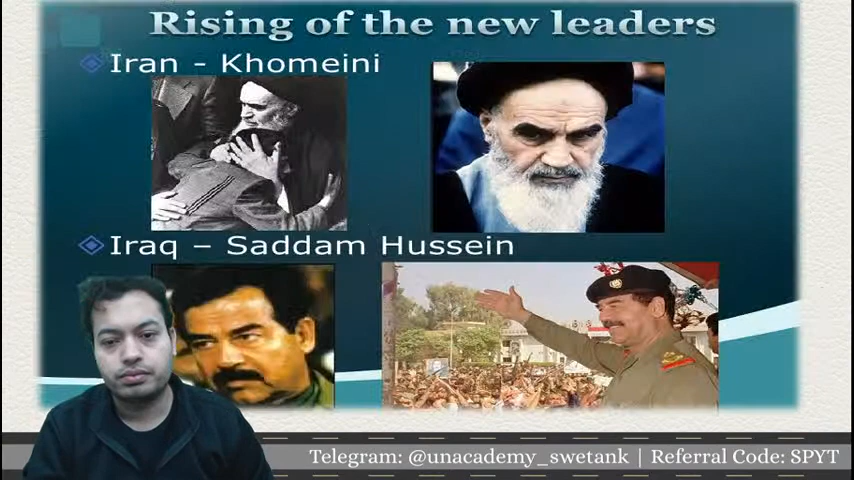 Rising of the new leaders
Iran - Khomeini
Iraq – Saddam Hussein
Telegram: @unacademy_swetank | Referral Code: SPYT